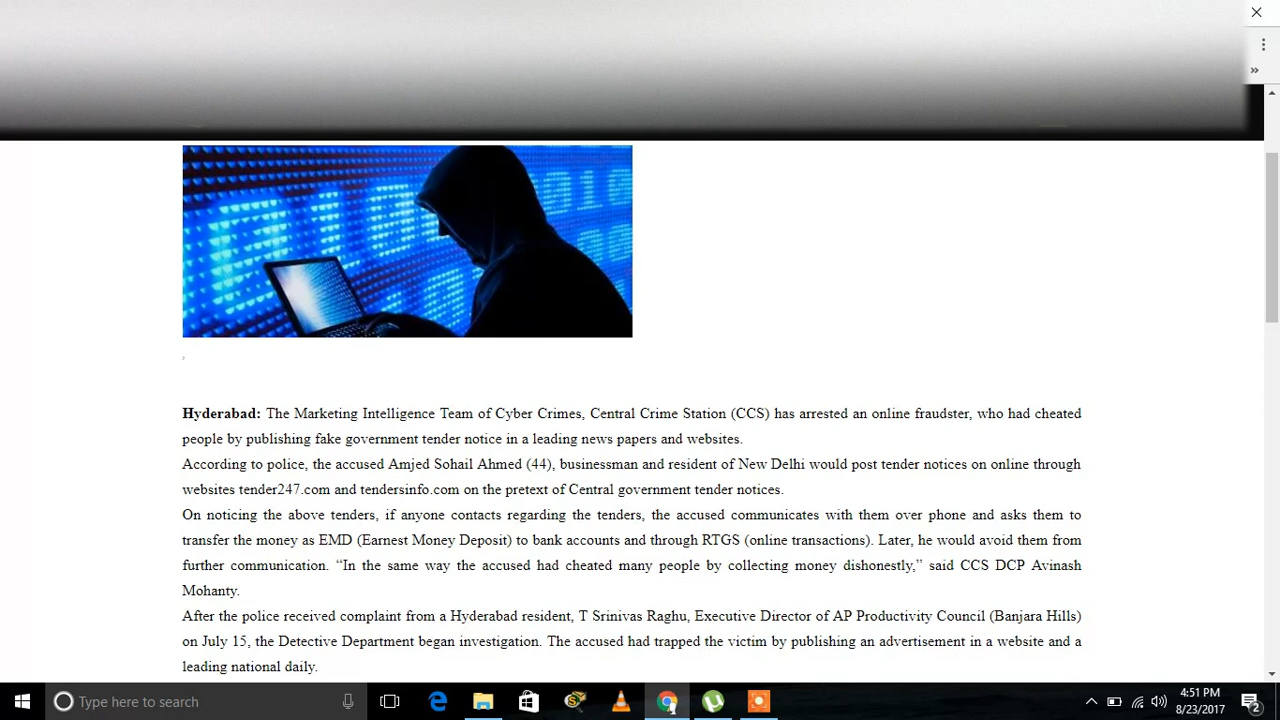 Hyderabad: The Marketing Intelligence Team of Cyber Crimes, Central Crime Station (CCS) has arrested an online fraudster, who had cheated
people by publishing fake government tender notice in a leading news papers and websites.
According to police, the accused Amjed Sohail Ahmed (44), businessman and resident of New Delhi would post tender notices on online through
websites tender247.com and tendersinfo.com on the pretext of Central government tender notices.
On noticing the above tenders, if anyone contacts regarding the tenders, the accused communicates with them over phone and asks them to
transfer the money as EMD (Earnest Money Deposit) to bank accounts and through RTGS (online transactions). Later, he would avoid them from
further communication. “In the same way the accused had cheated many people by collecting money dishonestly,” said CCS DCP Avinash
Mohanty.
After the police received complaint from a Hyderabad resident, T Srinivas Raghu, Executive Director of AP Productivity Council (Banjara Hills)
on July 15, the Detective Department began investigation. The accused had trapped the victim by publishing an advertisement in a website and a
leading national daily.
Type here to search
4:51 PM
8/23/2017
2